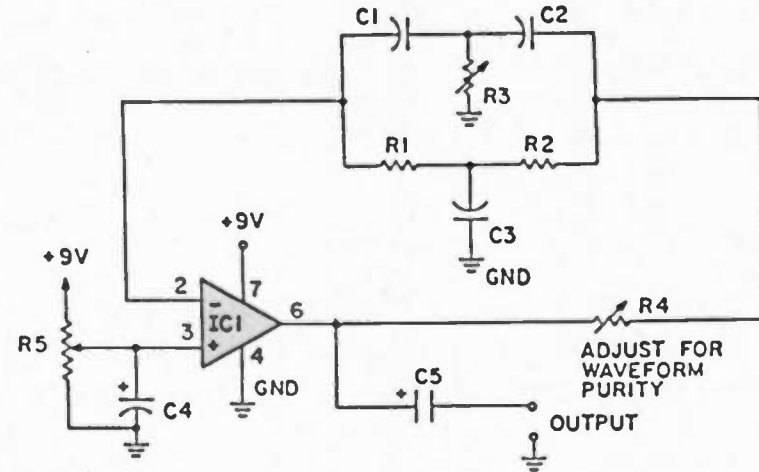 C1
C2
R3
R1
R2
C3
GND
+9V
+9V
2
-
7
6
IC1
R5
3
+
4
GND
R4
ADJUST FOR
WAVEFORM
PURITY
+
C4
+
C5
OUTPUT